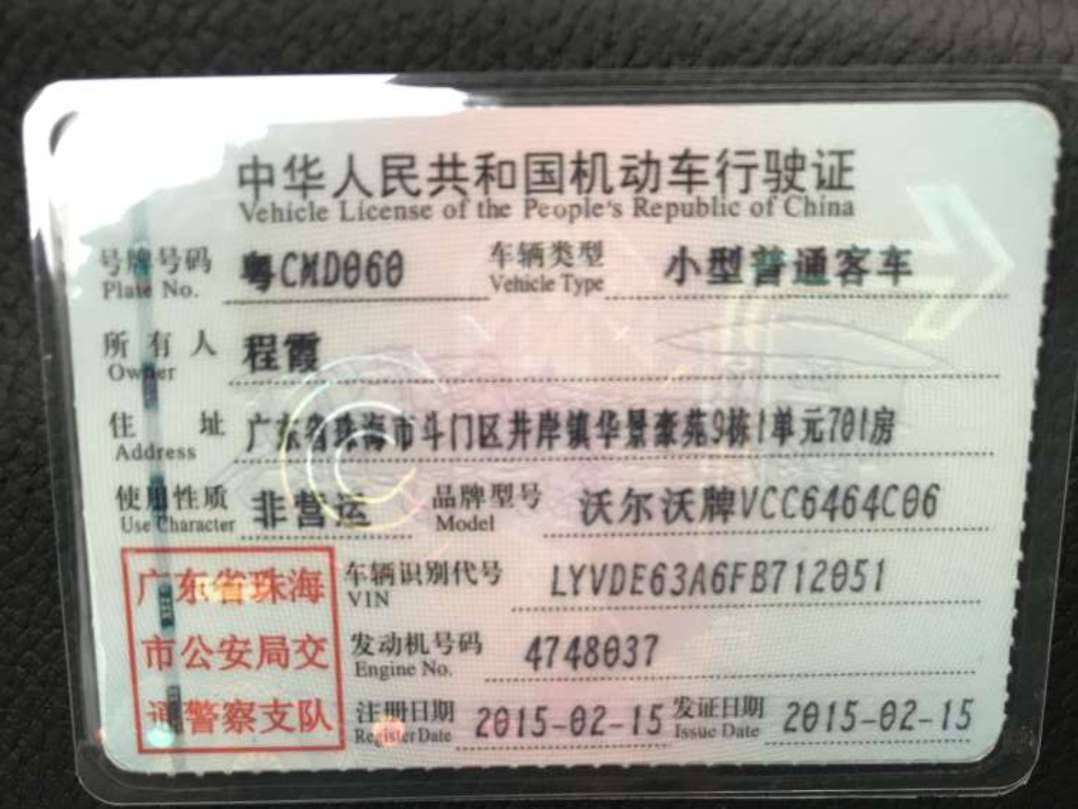 中华人民共和国机动车行驶证
Vehicle License of the People's Republic of China
号牌号码 粤CMD060 车辆类型 小型普通客车
Plate No. Vehicle Type
所有人 程霞
Owner
住址 广东省珠海市斗门区井岸镇华景豪苑9栋1单元701房
Address
使用性质 非营运 品牌型号 沃尔沃牌VCC6464C06
Use Character Model
广东省珠海
市公安局交
通警察支队
车辆识别代号 LYVDE63A6FB712051
VIN
发动机号码 4748037
Engine No.
注册日期 2015-02-15 发证日期 2015-02-15
Register Date Issue Date